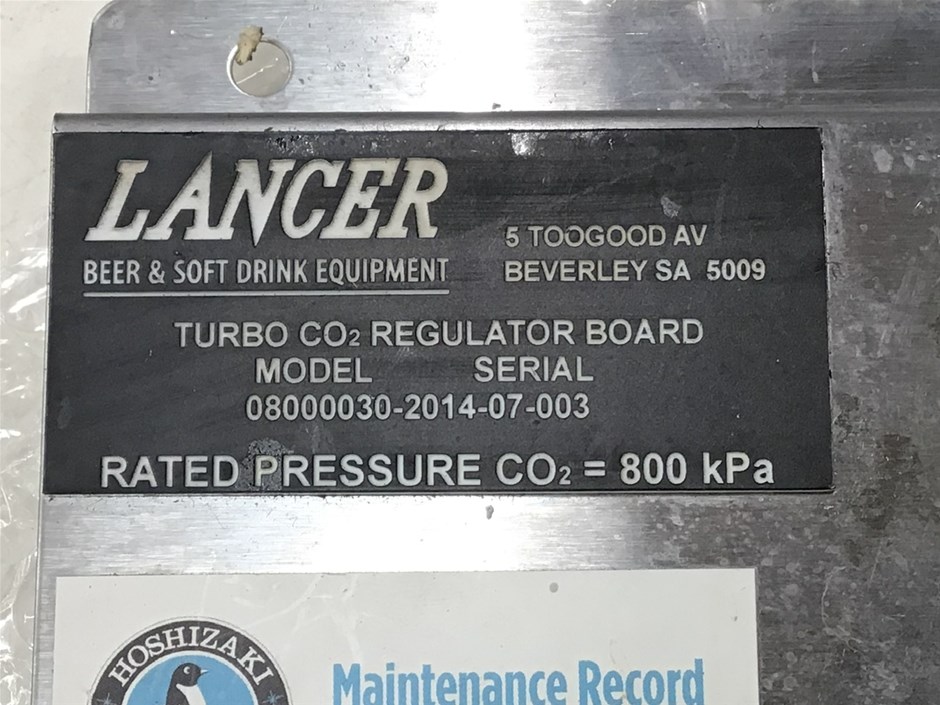 LANCER
BEER & SOFT DRINK EQUIPMENT
5 TOOGOOD AV
BEVERLEY SA 5009
TURBO CO2 REGULATOR BOARD
MODEL SERIAL
08000030-2014-07-003
RATED PRESSURE CO2 = 800 kPa
HOSHIZAKI
Maintenance Record